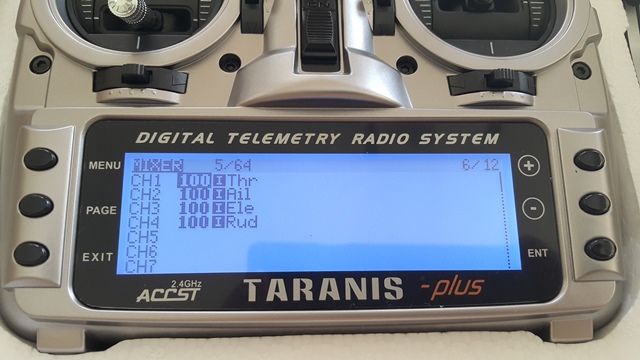 DIGITAL TELEMETRY RADIO SYSTEM
MENU
PAGE
EXIT
MIXER 5/64 6/12
CH1 100 I Thr
CH2 100 I Ail
CH3 100 I Ele
CH4 100 I Rud
CH5
CH6
CH7
+
-
ENT
2.4GHz
ACCST
TARANIS -plus